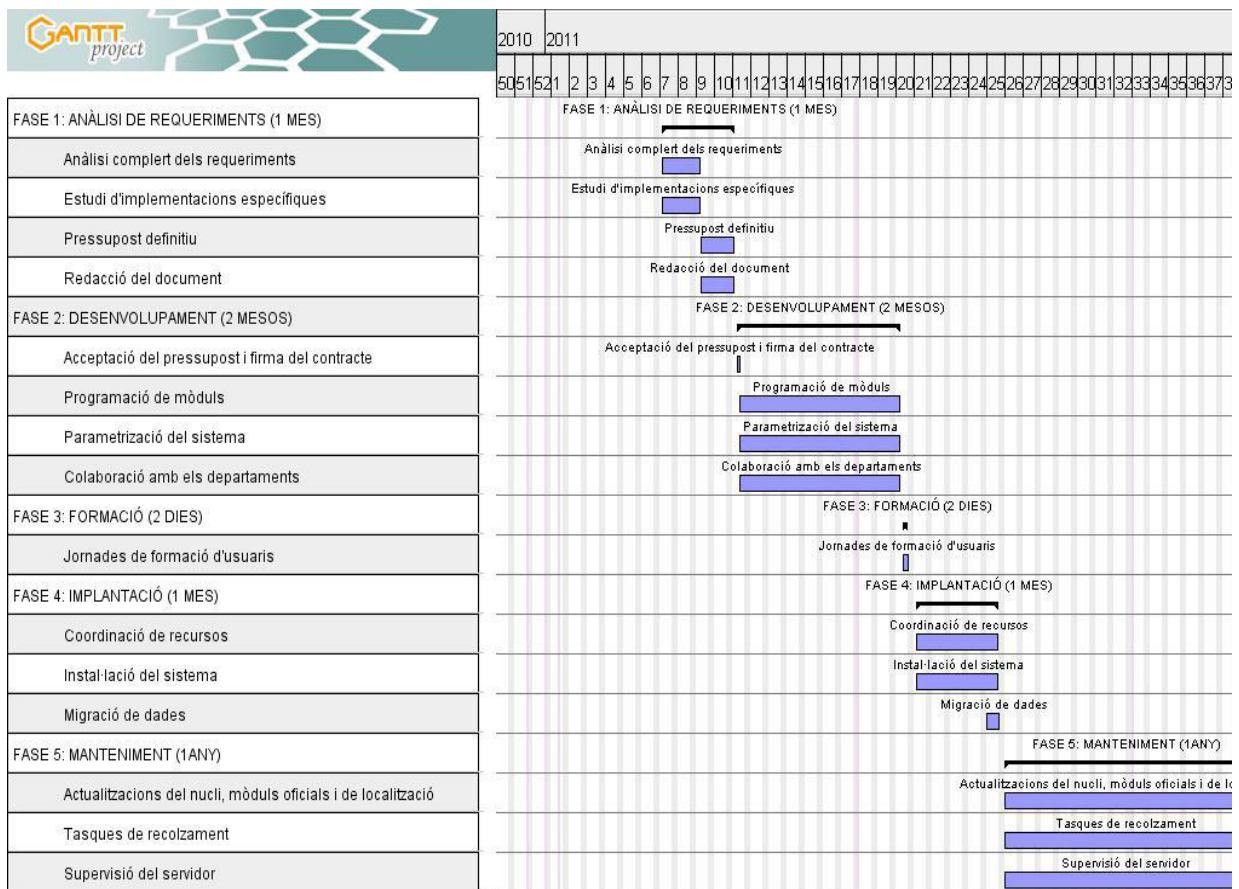 GANTT
project
2010 2011
50 51 52 1 2 3 4 5 6 7 8 9 10 11 12 13 14 15 16 17 18 19 20 21 22 23 24 25 26 27 28 29 30 31 32 33 34 35 36 37 3
FASE 1: ANÀLISI DE REQUERIMENTS (1 MES)
FASE 1: ANÀLISI DE REQUERIMENTS (1 MES)
Anàlisi complert dels requeriments
Anàlisi complert dels requeriments
Estudi d'implementacions específiques
Estudi d'implementacions específiques
Pressupost definitiu
Pressupost definitiu
Redacció del document
Redacció del document
FASE 2: DESENVOLUPAMENT (2 MESOS)
FASE 2: DESENVOLUPAMENT (2 MESOS)
Acceptació del pressupost i firma del contracte
Acceptació del pressupost i firma del contracte
Programació de mòduls
Programació de mòduls
Parametrizació del sistema
Parametrizació del sistema
Colaboració amb els departaments
Colaboració amb els departaments
FASE 3: FORMACIÓ (2 DIES)
FASE 3: FORMACIÓ (2 DIES)
Jornades de formació d'usuaris
Jornades de formació d'usuaris
FASE 4: IMPLANTACIÓ (1 MES)
FASE 4: IMPLANTACIÓ (1 MES)
Coordinació de recursos
Coordinació de recursos
Instal·lació del sistema
Instal·lació del sistema
Migració de dades
Migració de dades
FASE 5: MANTENIMENT (1ANY)
FASE 5: MANTENIMENT (1ANY)
Actualitzacions del nucli, mòduls oficials i de localització
Actualitzacions del nucli, mòduls oficials i de
Tasques de recolzament
Tasques de recolzament
Supervisió del servidor
Supervisió del servidor